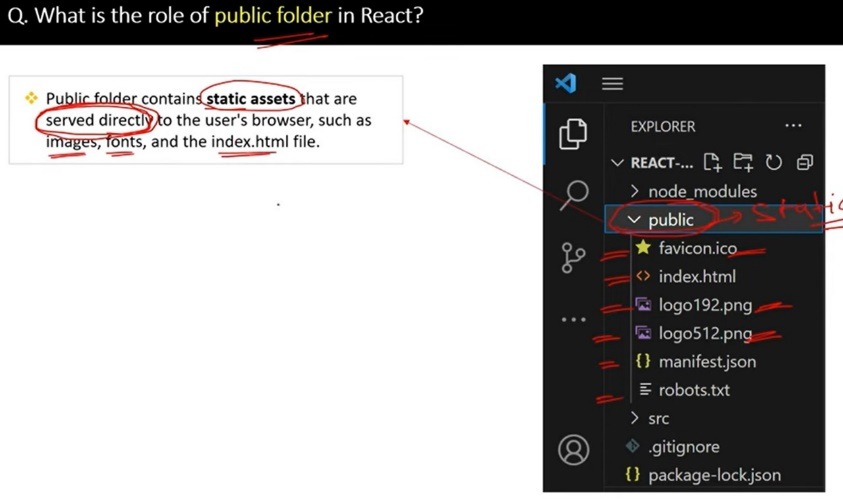 Q. What is the role of public folder in React?
Public folder contains static assets that are
served directly to the user's browser, such as
images, fonts, and the index.html file.
EXPLORER
REACT-...
node_modules
public
static
favicon.ico
index.html
logo192.png
logo512.png
manifest.json
robots.txt
src
.gitignore
package-lock.json